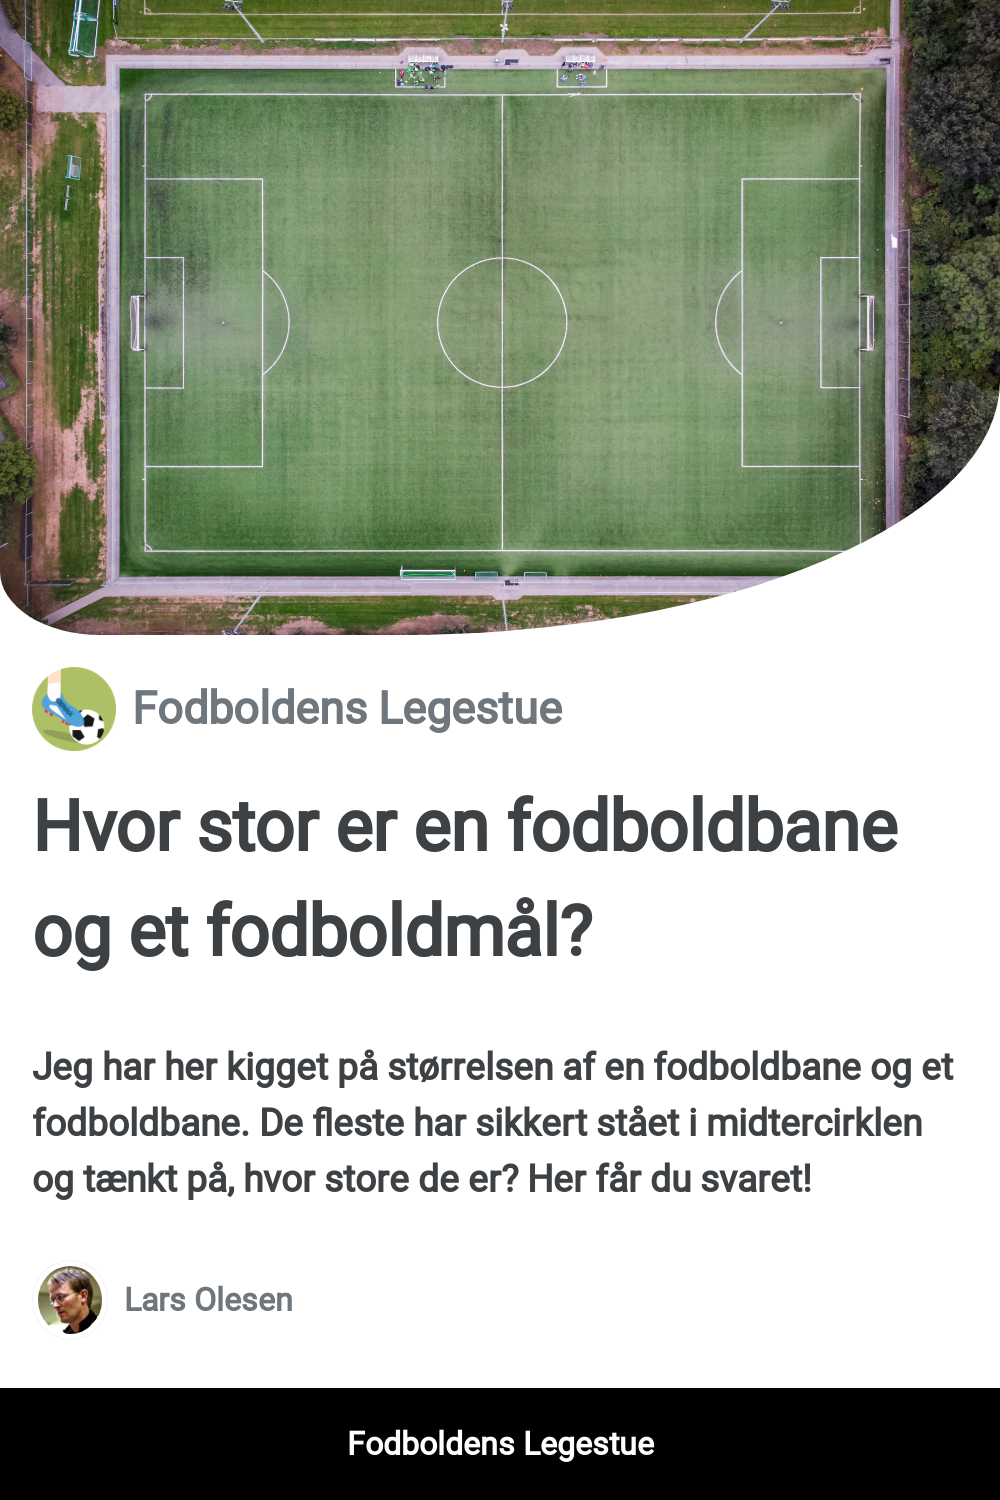 Fodboldens Legestue
Hvor stor er en fodboldbane
og et fodboldmål?
Jeg har her kigget på størrelsen af en fodboldbane og et
fodboldbane. De fleste har sikkert stået i midtercirklen
og tænkt på, hvor store de er? Her får du svaret!
Lars Olesen
Fodboldens Legestue